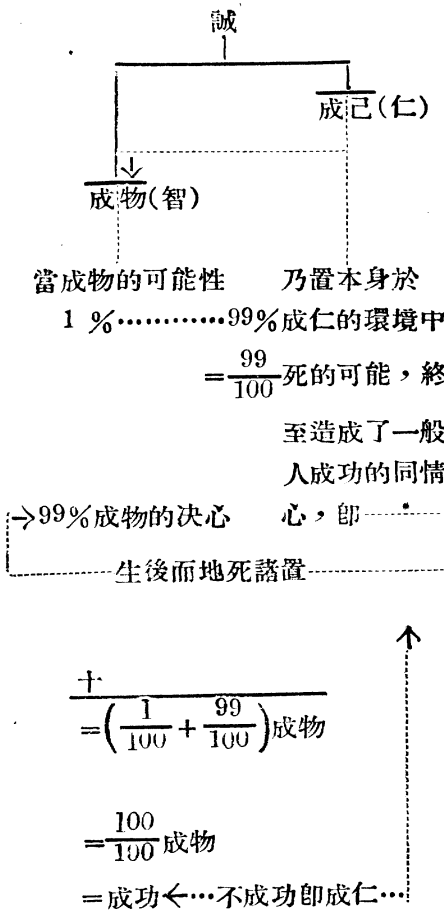 誠
成己(仁)
成物(智)
當成物的可能性 乃置本身於
1 %…………99%成仁的環境中
=99/100死的可能，終
至造成了一般
人成功的同情
→99%成物的决心 心，卽
生後而地死諸置
十
=(1/100 + 99/100)成物
=100/100成物
=成功←…不成功卽成仁…